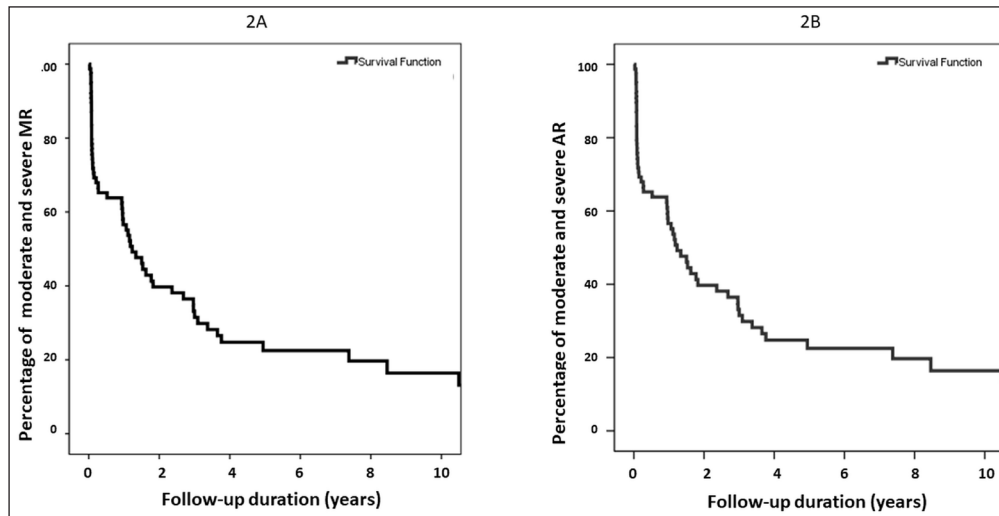 2A
Percentage of moderate and severe MR
.00
80
60
40
20
0
Survival Function
0 2 4 6 8 10
Follow-up duration (years)
2B
Percentage of moderate and severe AR
100
80
60
40
20
0
Survival Function
0 2 4 6 8 10
Follow-up duration (years)